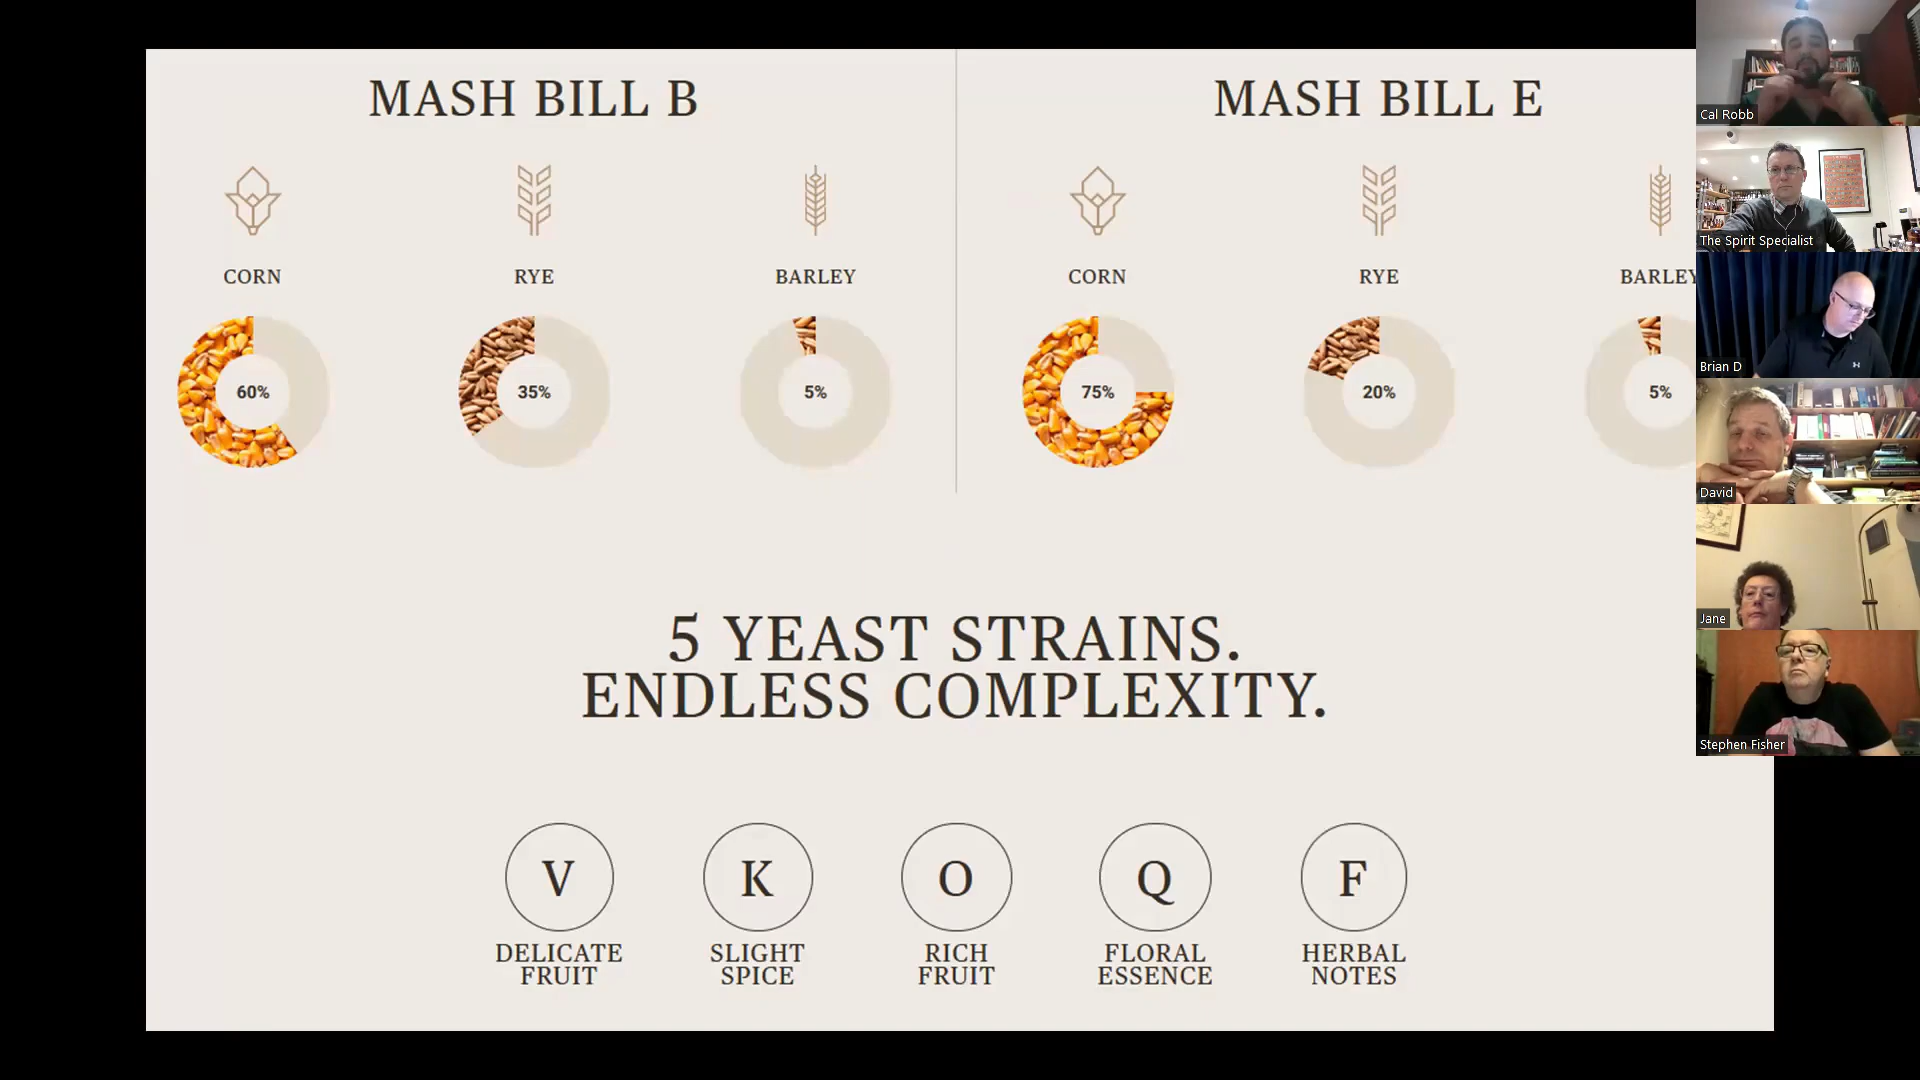 MASH BILL B
CORN RYE BARLEY
60% 35% 5%
MASH BILL E
CORN RYE BARLEY
75% 20% 5%
5 YEAST STRAINS.
ENDLESS COMPLEXITY.
V K O Q F
DELICATE SLIGHT RICH FLORAL HERBAL
FRUIT SPICE FRUIT ESSENCE NOTES
Cal Robb
The Spirit Specialist
Brian D
David
Jane
Stephen Fisher